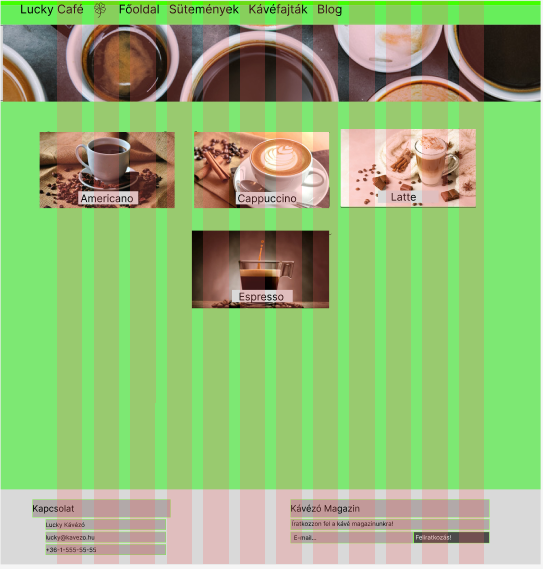 Lucky Café Főoldal Sütemények Kávéfajták Blog
Americano
Cappuccino
Latte
Espresso
Kapcsolat
Lucky Kávézó
lucky@kavezo.hu
+36-1-555-55-55
Kávézó Magazin
Iratkozzon fel a kávé magazinunkra!
E-mail... Feliratkozás!